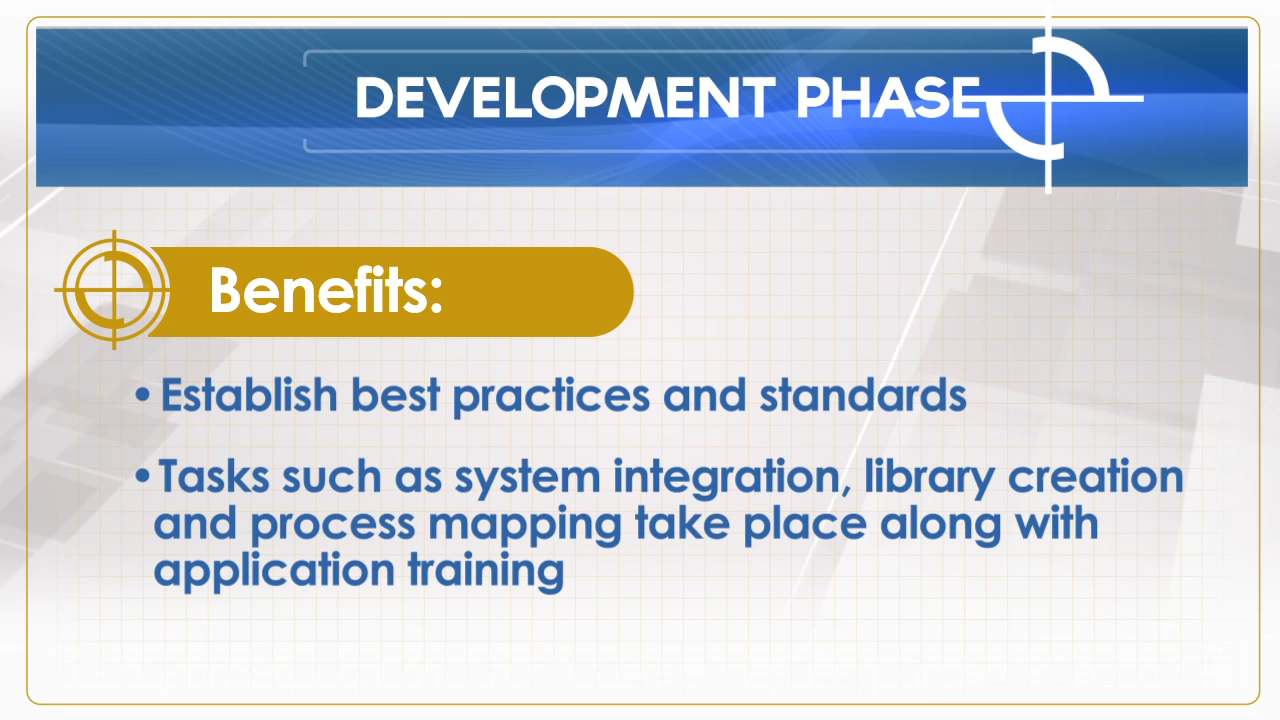 DEVELOPMENT PHASE
Benefits:
• Establish best practices and standards
• Tasks such as system integration, library creation
and process mapping take place along with
application training